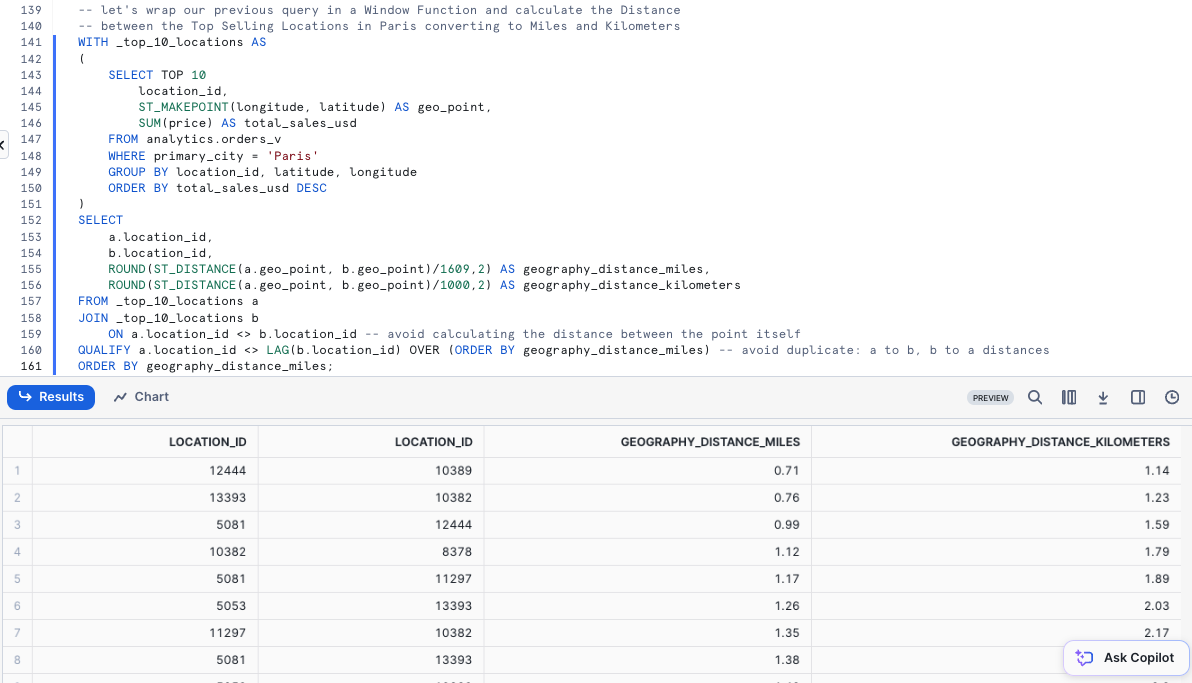 139 -- let's wrap our previous query in a Window Function and calculate the Distance
140 -- between the Top Selling Locations in Paris converting to Miles and Kilometers
141 WITH _top_10_locations AS
142 (
143 SELECT TOP 10
144 location_id,
145 ST_MAKEPOINT(longitude, latitude) AS geo_point,
146 SUM(price) AS total_sales_usd
147 FROM analytics.orders_v
148 WHERE primary_city = 'Paris'
149 GROUP BY location_id, latitude, longitude
150 ORDER BY total_sales_usd DESC
151 )
152 SELECT
153 a.location_id,
154 b.location_id,
155 ROUND(ST_DISTANCE(a.geo_point, b.geo_point)/1609,2) AS geography_distance_miles,
156 ROUND(ST_DISTANCE(a.geo_point, b.geo_point)/1000,2) AS geography_distance_kilometers
157 FROM _top_10_locations a
158 JOIN _top_10_locations b
159 ON a.location_id <> b.location_id -- avoid calculating the distance between the point itself
160 QUALIFY a.location_id <> LAG(b.location_id) OVER (ORDER BY geography_distance_miles) -- avoid duplicate: a to b, b to a distances
161 ORDER BY geography_distance_miles;
Results Chart PREVIEW
LOCATION_ID LOCATION_ID GEOGRAPHY_DISTANCE_MILES GEOGRAPHY_DISTANCE_KILOMETERS
1 12444 10389 0.71 1.14
2 13393 10382 0.76 1.23
3 5081 12444 0.99 1.59
4 10382 8378 1.12 1.79
5 5081 11297 1.17 1.89
6 5053 13393 1.26 2.03
7 11297 10382 1.35 2.17
8 5081 13393 1.38
Ask Copilot